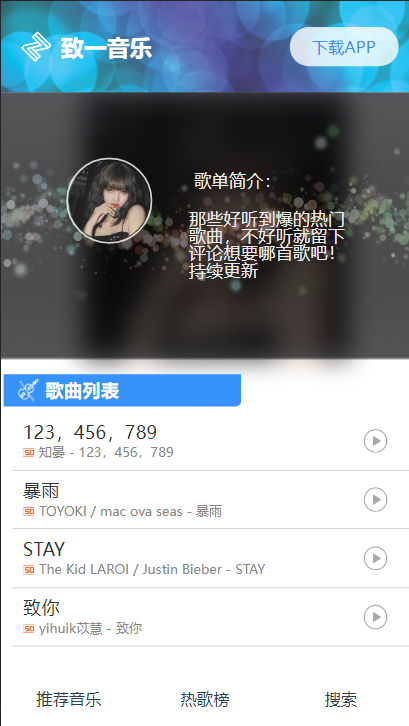 致一音乐
下载APP
歌单简介：
那些好听到爆的热门
歌曲，不好听就留下
评论想要哪首歌吧！
持续更新
歌曲列表
123，456，789
SQ 知晏 - 123，456，789
暴雨
SQ TOYOKI / mac ova seas - 暴雨
STAY
SQ The Kid LAROI / Justin Bieber - STAY
致你
SQ yihuik苡慧 - 致你
推荐音乐 热歌榜 搜索